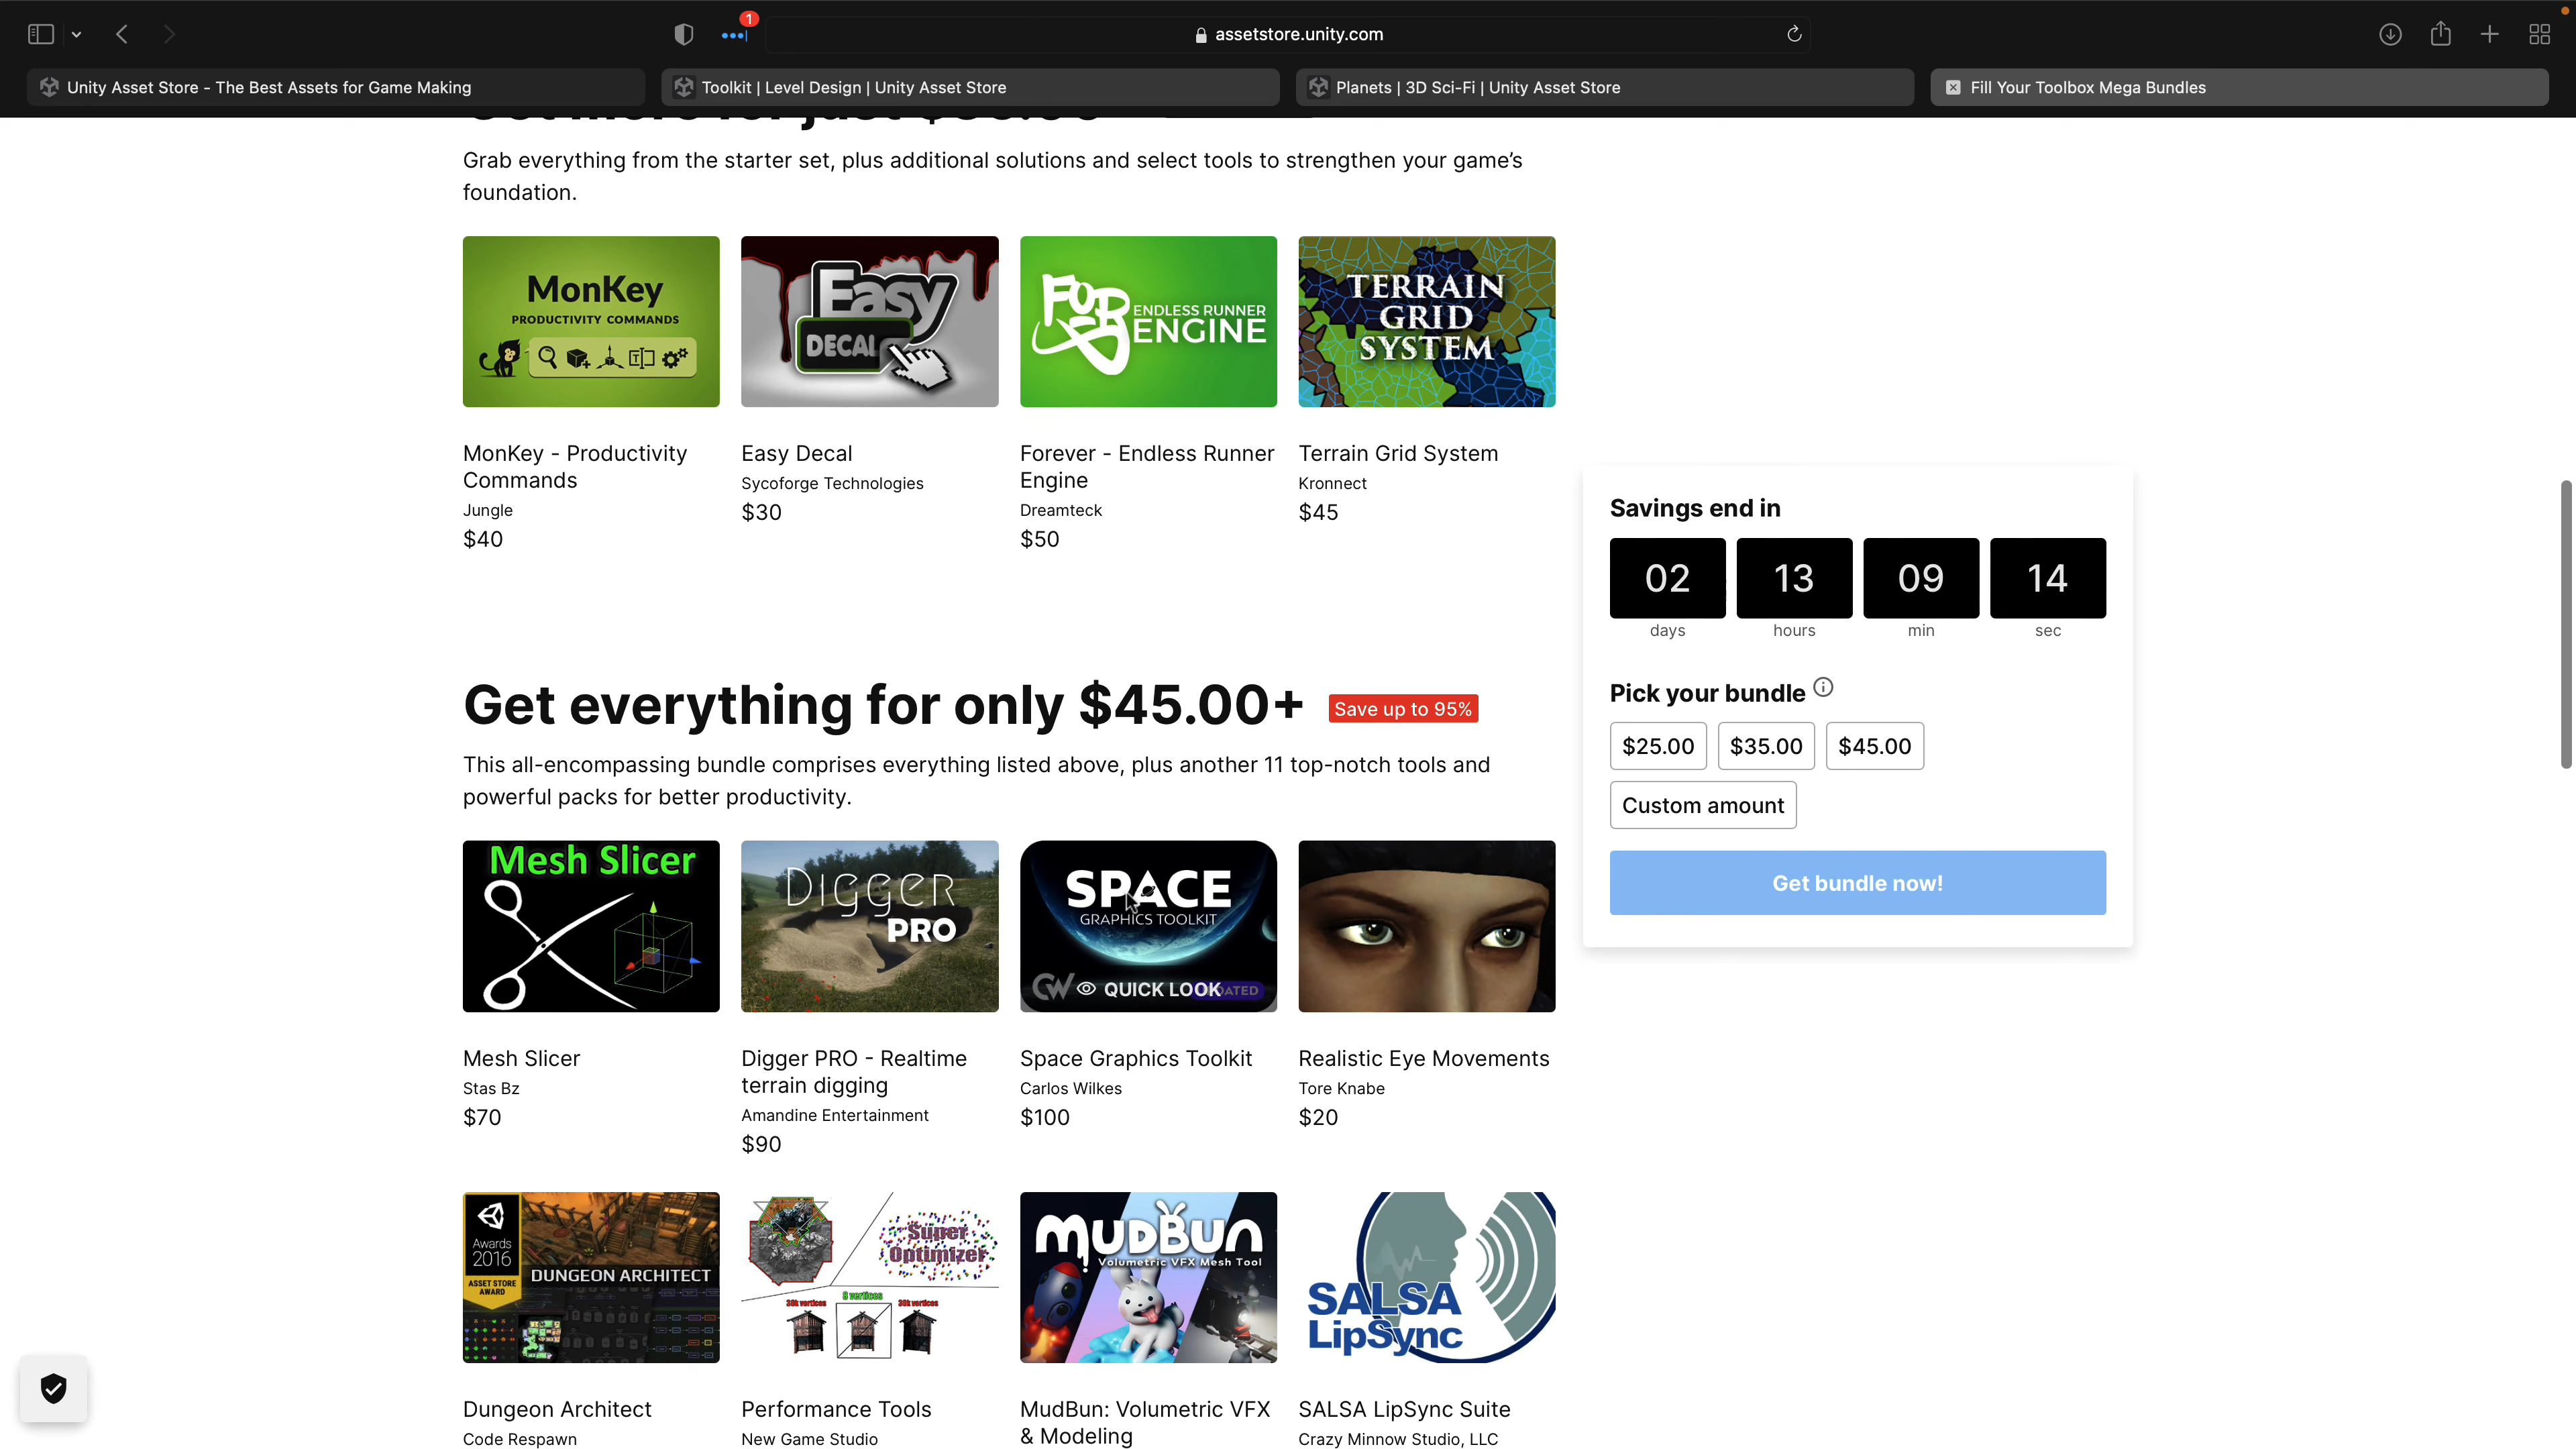 1
assetstore.unity.com
Unity Asset Store - The Best Assets for Game Making
Toolkit | Level Design | Unity Asset Store
Planets | 3D Sci-Fi | Unity Asset Store
Fill Your Toolbox Mega Bundles
Grab everything from the starter set, plus additional solutions and select tools to strengthen your game's
foundation.
MonKey
PRODUCTIVITY COMMANDS
Easy
DECAL
ENDLESS RUNNER
ENGINE
TERRAIN
GRID
SYSTEM
MonKey - Productivity
Commands
Jungle
$40
Easy Decal
Sycoforge Technologies
$30
Forever - Endless Runner
Engine
Dreamteck
$50
Terrain Grid System
Kronnect
$45
Savings end in
02 13 09 14
days hours min sec
Pick your bundle
$25.00 $35.00 $45.00
Custom amount
Get bundle now!
Get everything for only $45.00+ Save up to 95%
This all-encompassing bundle comprises everything listed above, plus another 11 top-notch tools and
powerful packs for better productivity.
Mesh Slicer
DIGGER
PRO
SPACE
GRAPHICS TOOLKIT
CW QUICK LOOK
Mesh Slicer
Stas Bz
$70
Digger PRO - Realtime
terrain digging
Amandine Entertainment
$90
Space Graphics Toolkit
Carlos Wilkes
$100
Realistic Eye Movements
Tore Knabe
$20
Awards
2016
ASSET STORE
AWARD
DUNGEON ARCHITECT
Super
Optimizer
36k vertices 8 vertices 36k vertices
MUDBUN
Volumetric VFX Mesh Tool
SALSA
LipSync
Dungeon Architect
Code Respawn
Performance Tools
New Game Studio
MudBun: Volumetric VFX
& Modeling
SALSA LipSync Suite
Crazy Minnow Studio, LLC